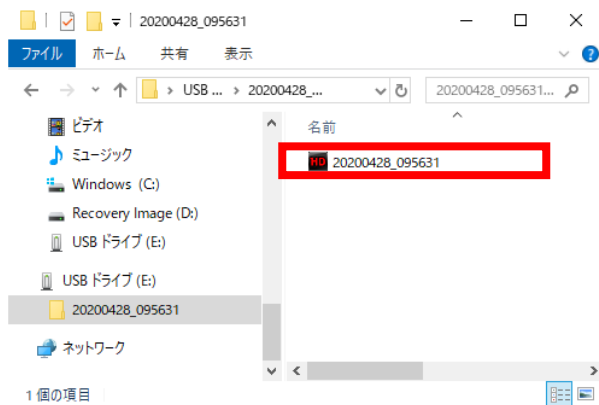 20200428_095631
ファイル ホーム 共有 表示
USB ... 20200428_... 20200428_095631...
ビデオ
ミュージック
Windows (C:)
Recovery Image (D:)
USB ドライブ (E:)
USB ドライブ (E:)
20200428_095631
ネットワーク
名前
HD 20200428_095631
1 個の項目